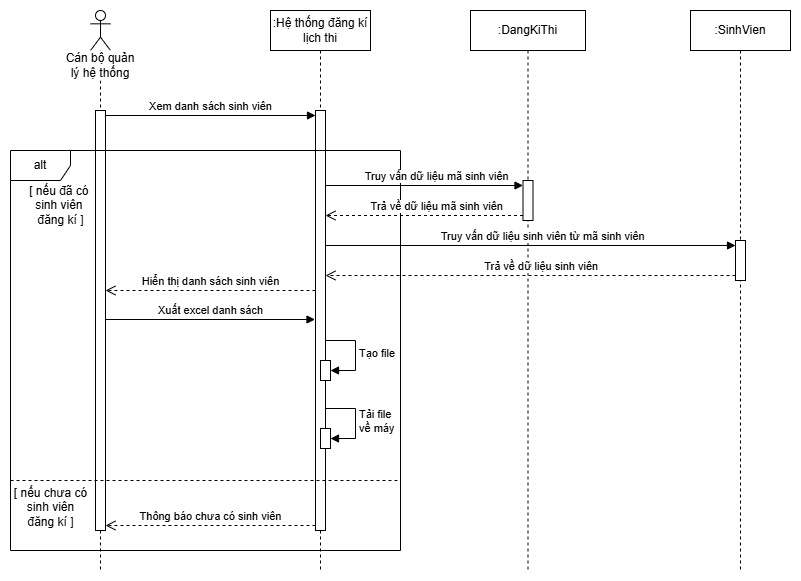 :Hệ thống đăng kí
lịch thi
:DangKiThi
:SinhVien
Cán bộ quản
lý hệ thống
Xem danh sách sinh viên
alt
[ nếu đã có
sinh viên
đăng kí ]
Truy vấn dữ liệu mã sinh viên
Trả về dữ liệu mã sinh viên
Truy vấn dữ liệu sinh viên từ mã sinh viên
Trả về dữ liệu sinh viên
Hiển thị danh sách sinh viên
Xuất excel danh sách
Tạo file
Tải file
về máy
[ nếu chưa có
sinh viên
đăng kí ]
Thông báo chưa có sinh viên